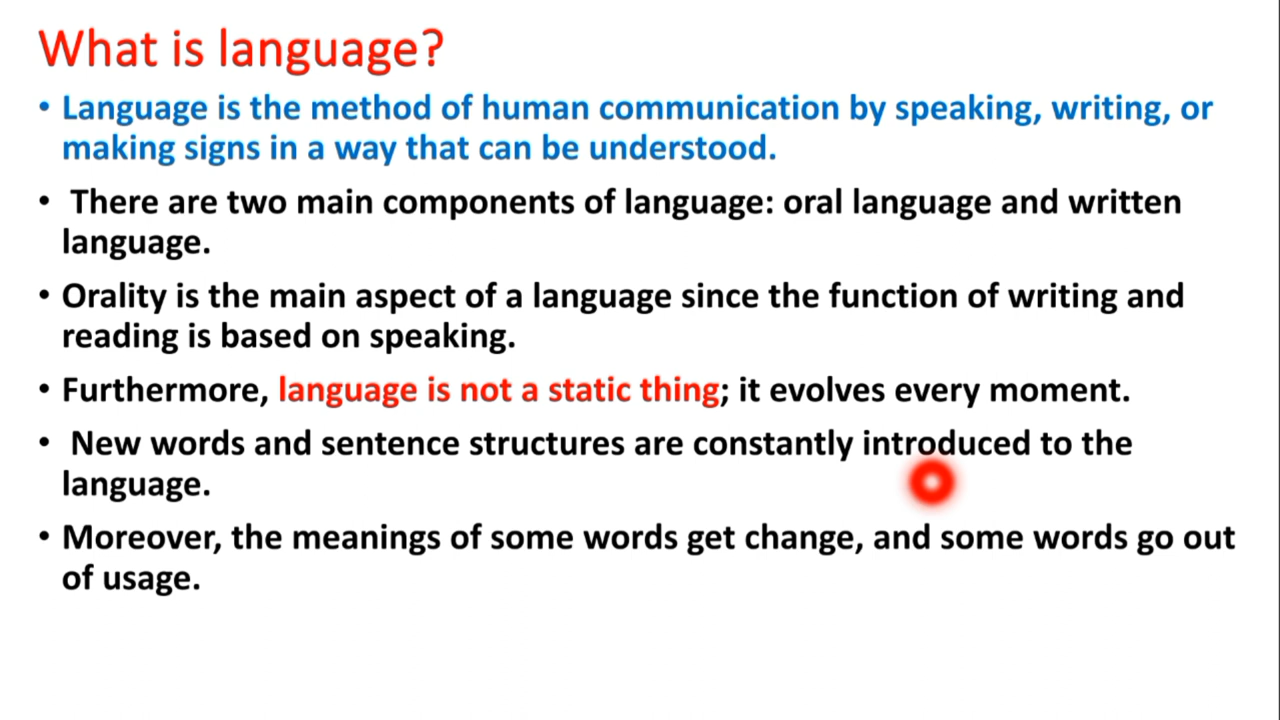 What is language?
• Language is the method of human communication by speaking, writing, or
making signs in a way that can be understood.
• There are two main components of language: oral language and written
language.
• Orality is the main aspect of a language since the function of writing and
reading is based on speaking.
• Furthermore, language is not a static thing; it evolves every moment.
• New words and sentence structures are constantly introduced to the
language.
• Moreover, the meanings of some words get change, and some words go out
of usage.